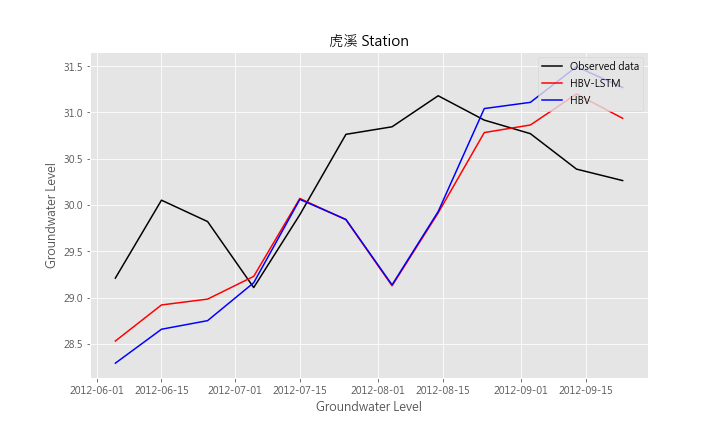 虎溪 Station
Observed data
HBV-LSTM
HBV
31.5
31.0
30.5
30.0
29.5
29.0
28.5
Groundwater Level
2012-06-01 2012-06-15 2012-07-01 2012-07-15 2012-08-01 2012-08-15 2012-09-01 2012-09-15
Groundwater Level